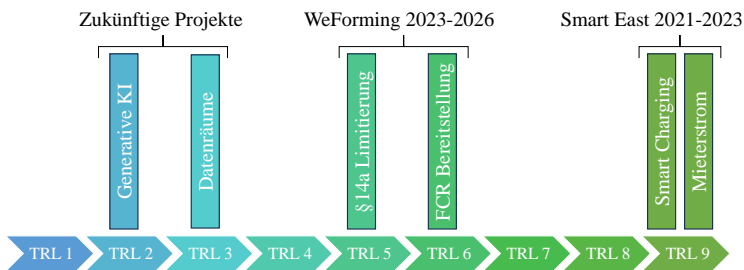 Zukünftige Projekte
WeForming 2023-2026
Smart East 2021-2023
Generative KI
Datenräume
§14a Limitierung
FCR Bereitstellung
Smart Charging
Mieterstrom
TRL 1
TRL 2
TRL 3
TRL 4
TRL 5
TRL 6
TRL 7
TRL 8
TRL 9